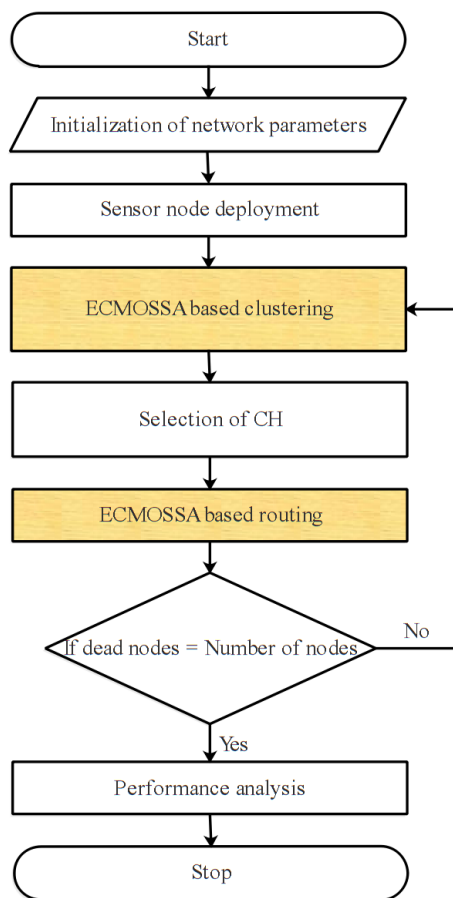 Start
Initialization of network parameters
Sensor node deployment
ECMOSSA based clustering
Selection of CH
ECMOSSA based routing
If dead nodes = Number of nodes
No
Yes
Performance analysis
Stop